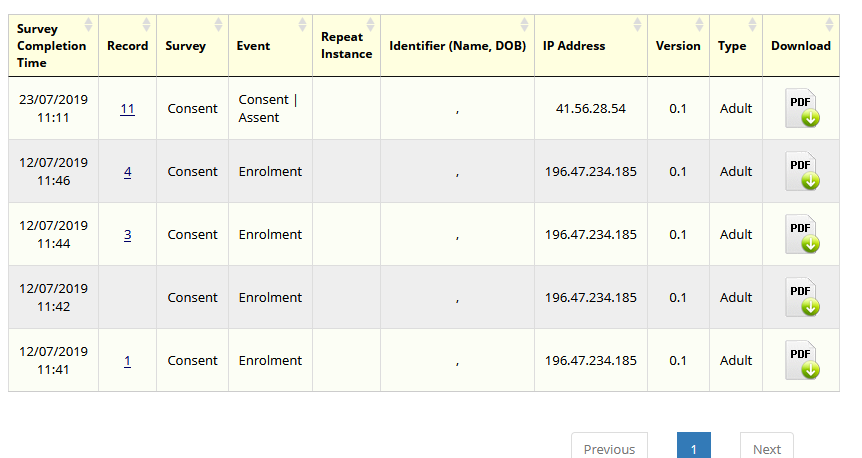 Survey Completion Time Record Survey Event Repeat Instance Identifier (Name, DOB) IP Address Version Type Download
23/07/2019 11:11 11 Consent Consent | Assent , 41.56.28.54 0.1 Adult PDF
12/07/2019 11:46 4 Consent Enrolment , 196.47.234.185 0.1 Adult PDF
12/07/2019 11:44 3 Consent Enrolment , 196.47.234.185 0.1 Adult PDF
12/07/2019 11:42 Consent Enrolment , 196.47.234.185 0.1 Adult PDF
12/07/2019 11:41 1 Consent Enrolment , 196.47.234.185 0.1 Adult PDF
Previous 1 Next